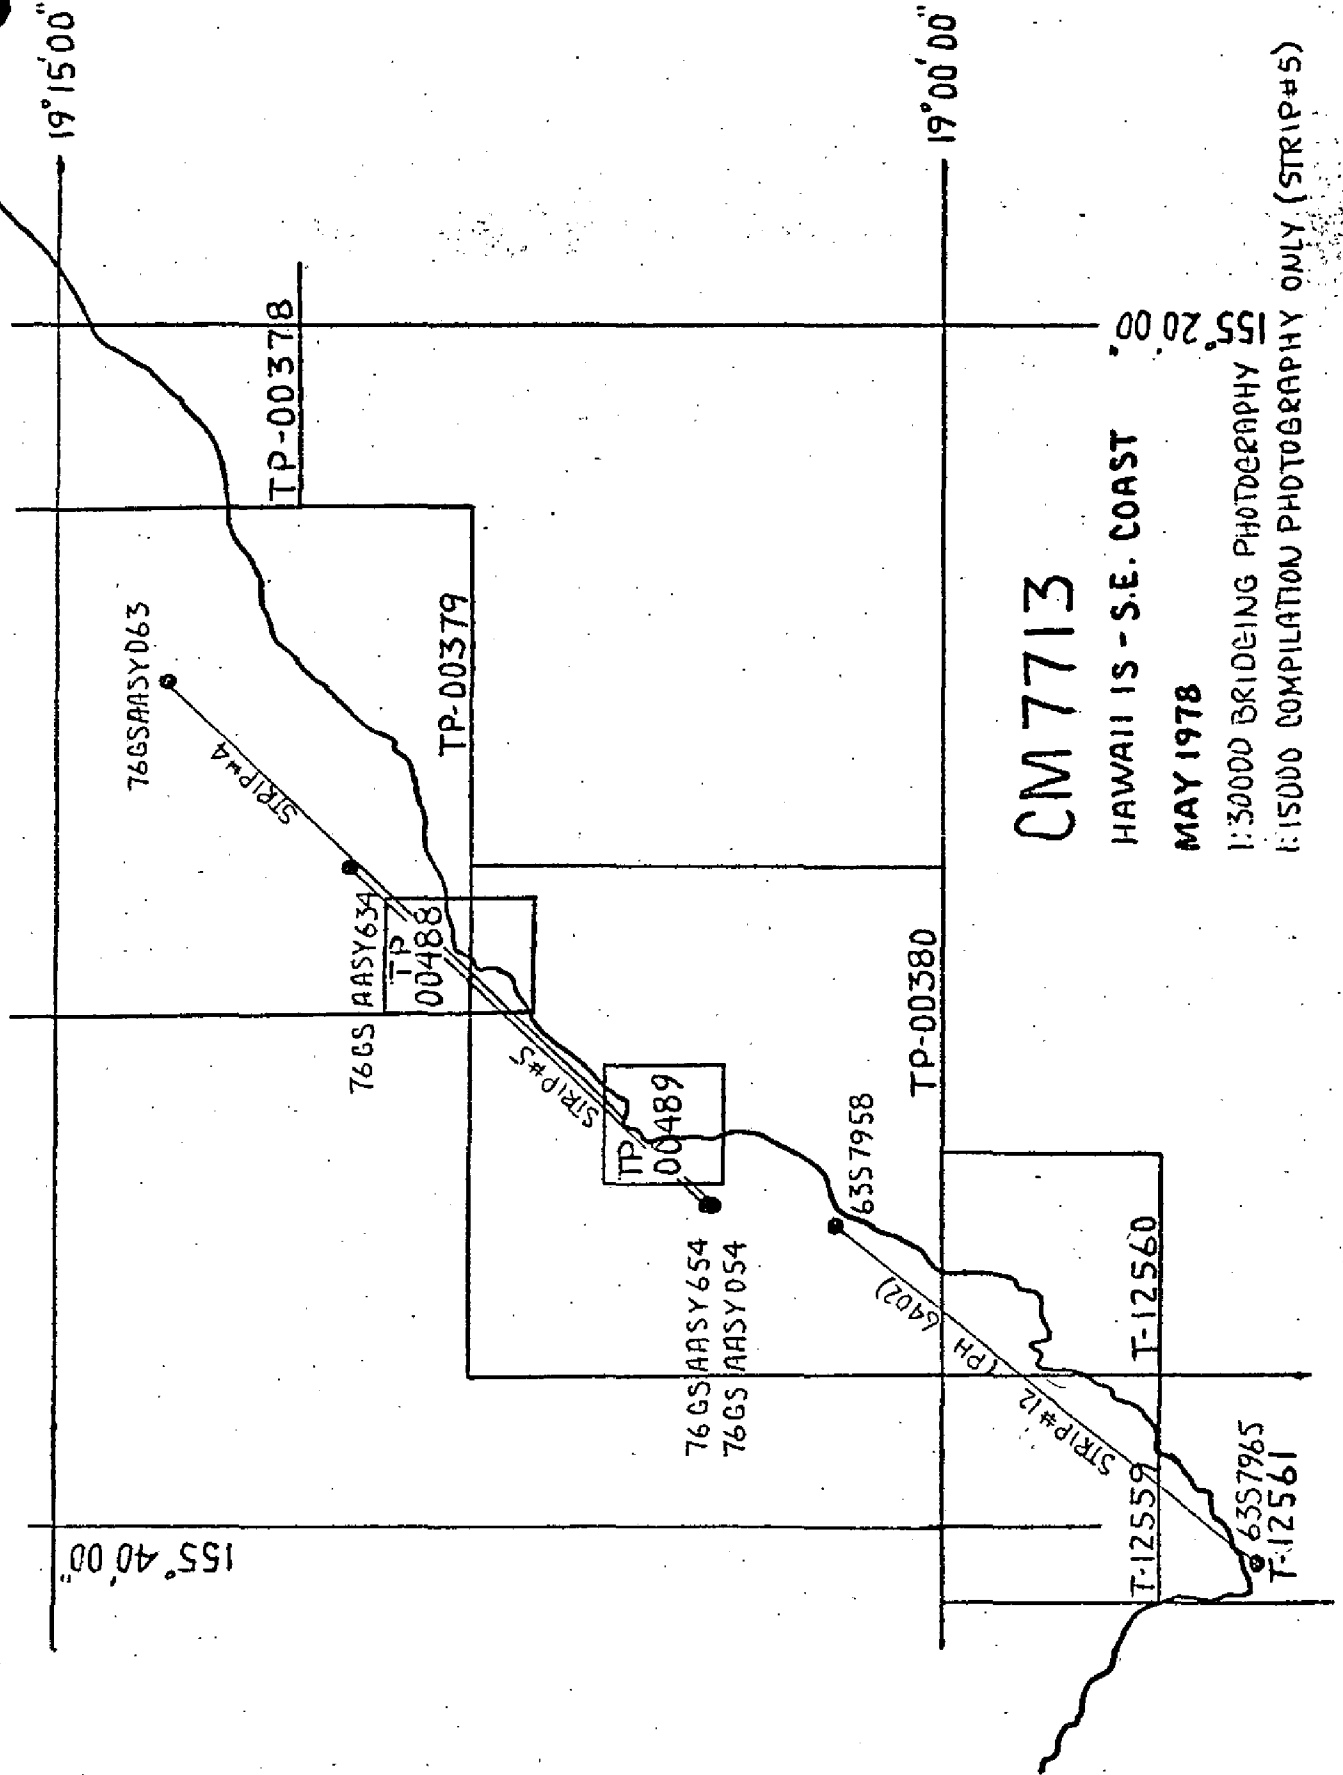 19°15'00"
TP-00378
76GSAASY063
STRIP#4
TP-00379
76GS AASY634
TP
00488
STRIP#5
TP
00489
76GS AASY654
76GS AASY054
63S7958
TP-00380
19°00'00"
(PH 6402)
STRIP#12
T-12560
T-12559
63S7965
T-12561
155°40'00"
155°20'00"
CM 7713
HAWAII IS - S.E. COAST
MAY 1978
1:30000 BRIDGING PHOTOGRAPHY
1:15000 COMPILATION PHOTOGRAPHY ONLY (STRIP#5)